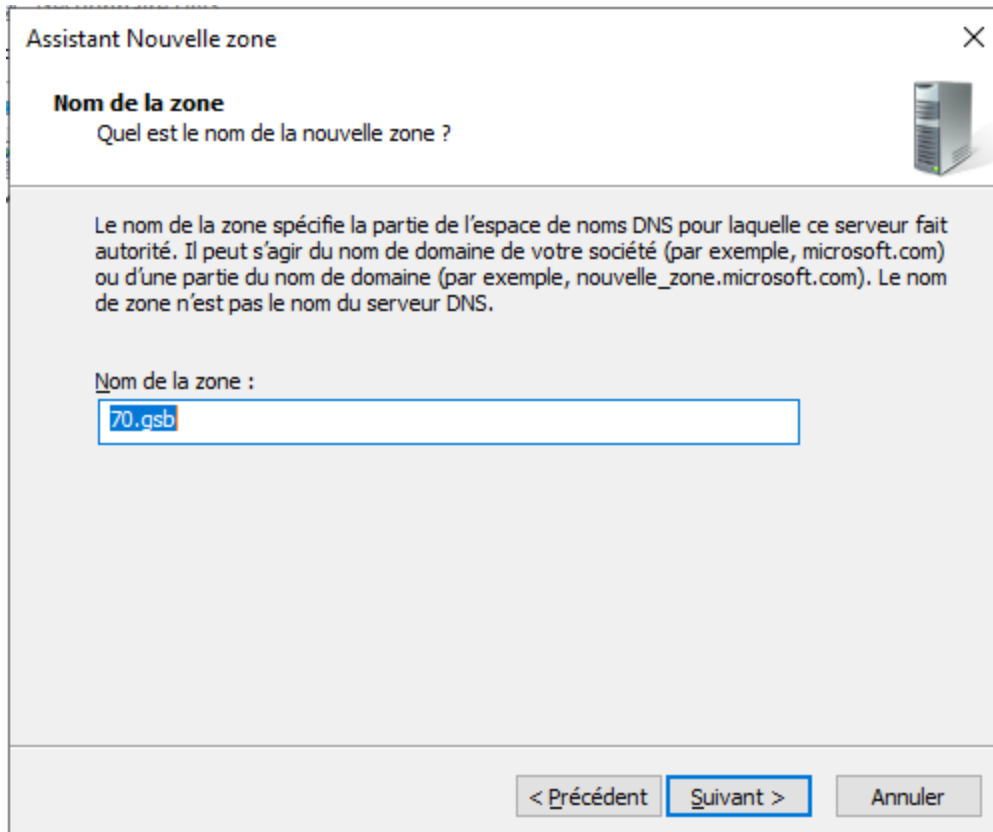 Assistant Nouvelle zone
Nom de la zone
Quel est le nom de la nouvelle zone ?
Le nom de la zone spécifie la partie de l'espace de noms DNS pour laquelle ce serveur fait
autorité. Il peut s'agir du nom de domaine de votre société (par exemple, microsoft.com)
ou d'une partie du nom de domaine (par exemple, nouvelle_zone.microsoft.com). Le nom
de zone n'est pas le nom du serveur DNS.
Nom de la zone :
70.gsb
< Précédent
Suivant >
Annuler